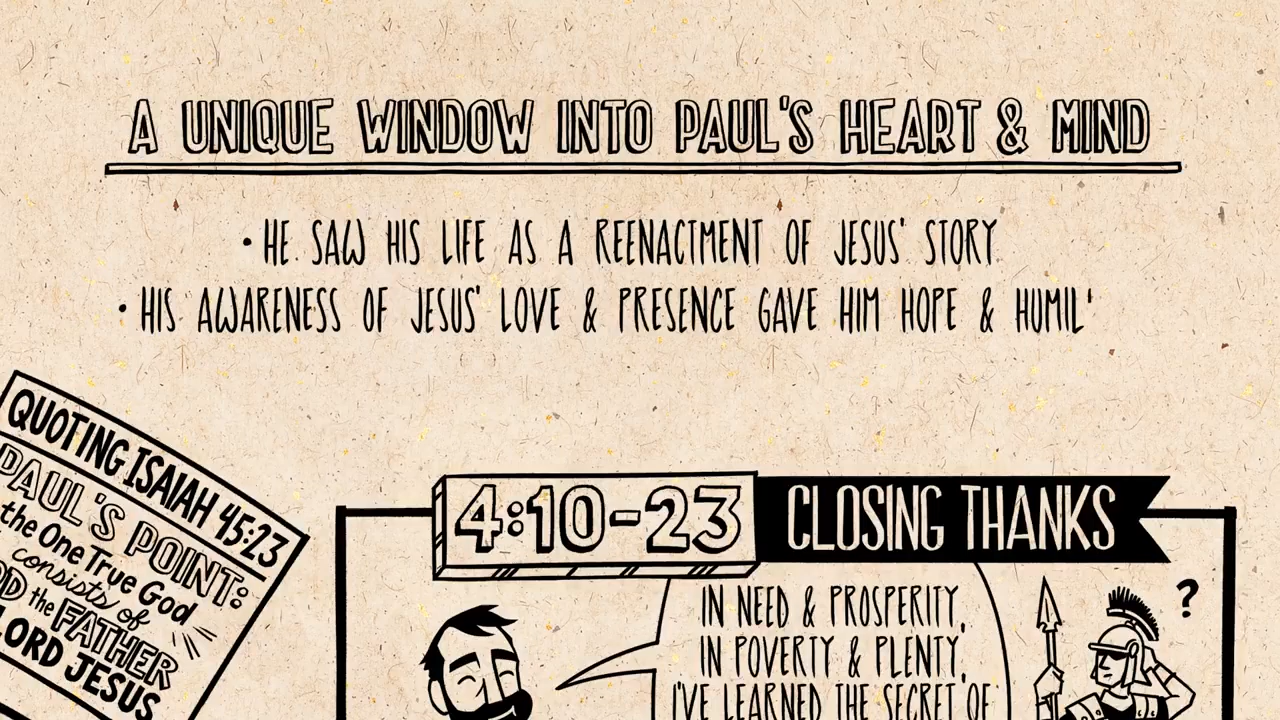 A UNIQUE WINDOW INTO PAUL'S HEART & MIND
• HE SAW HIS LIFE AS A REENACTMENT OF JESUS' STORY
• HIS AWARENESS OF JESUS' LOVE & PRESENCE GAVE HIM HOPE & HUMIL
QUOTING ISAIAH 45:23
PAUL'S POINT:
the One True God
consists of
the FATHER
LORD JESUS
4:10-23 CLOSING THANKS
?
IN NEED & PROSPERITY,
IN POVERTY & PLENTY,
I'VE LEARNED THE SECRET OF